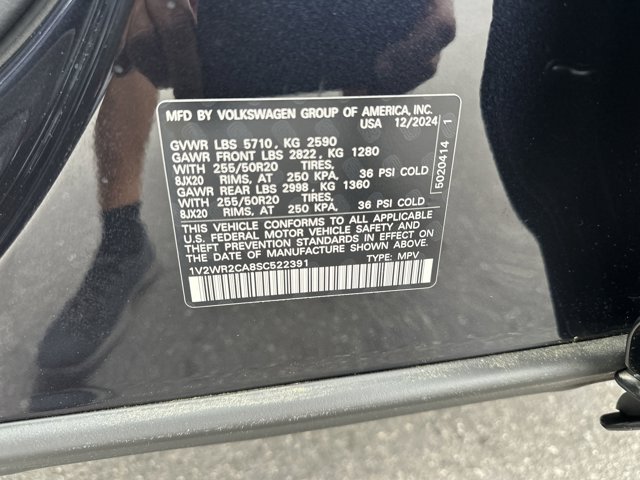 MFD BY VOLKSWAGEN GROUP OF AMERICA, INC.
USA 12/2024
GVWR LBS 5710, KG 2590
GAWR FRONT LBS 2822, KG 1280
WITH 255/50R20 TIRES,
8JX20 RIMS, AT 250 KPA, 36 PSI COLD
GAWR REAR LBS 2998, KG 1360
WITH 255/50R20 TIRES,
8JX20 RIMS, AT 250 KPA, 36 PSI COLD
THIS VEHICLE CONFORMS TO ALL APPLICABLE
U.S. FEDERAL MOTOR VEHICLE SAFETY AND
THEFT PREVENTION STANDARDS IN EFFECT ON
THE DATE OF MANUFACTURE SHOWN ABOVE.
1V2WR2CA8SC522391 TYPE: MPV
5020414 1